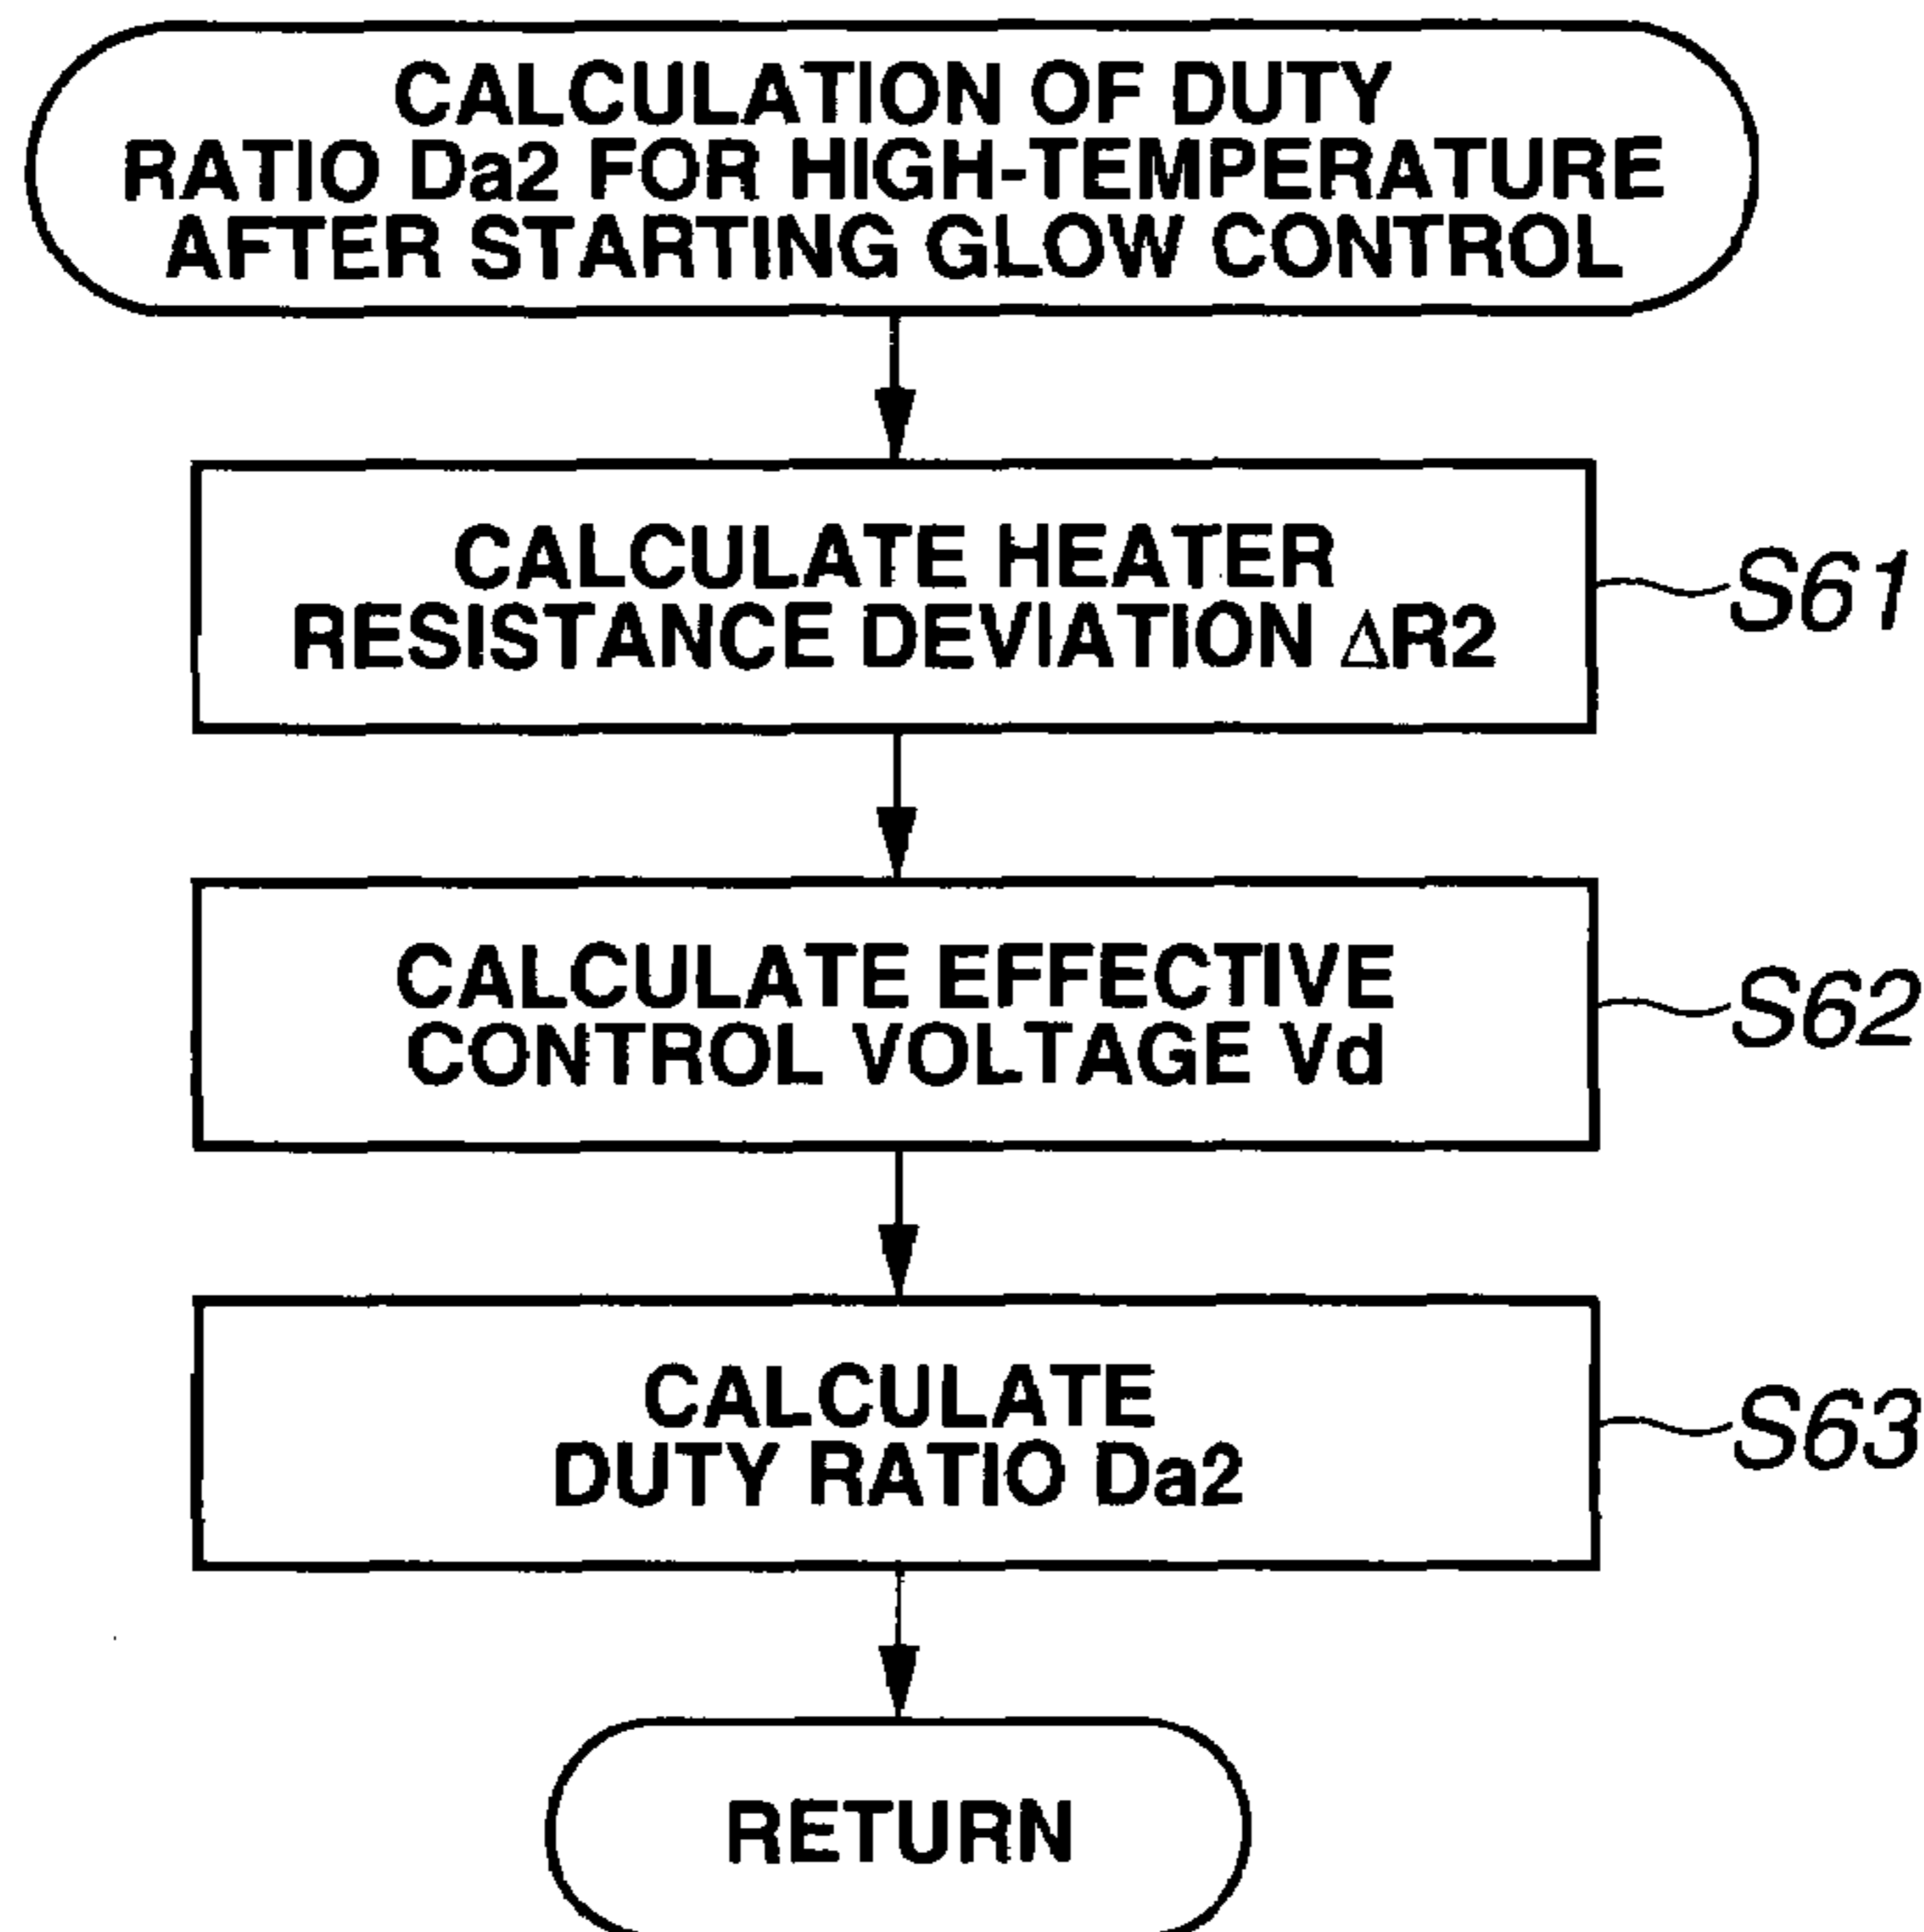 CALCULATION OF DUTY
RATIO Da2 FOR HIGH-TEMPERATURE
AFTER STARTING GLOW CONTROL
CALCULATE HEATER
RESISTANCE DEVIATION ΔR2
S61
CALCULATE EFFECTIVE
CONTROL VOLTAGE Vd
S62
CALCULATE
DUTY RATIO Da2
S63
RETURN